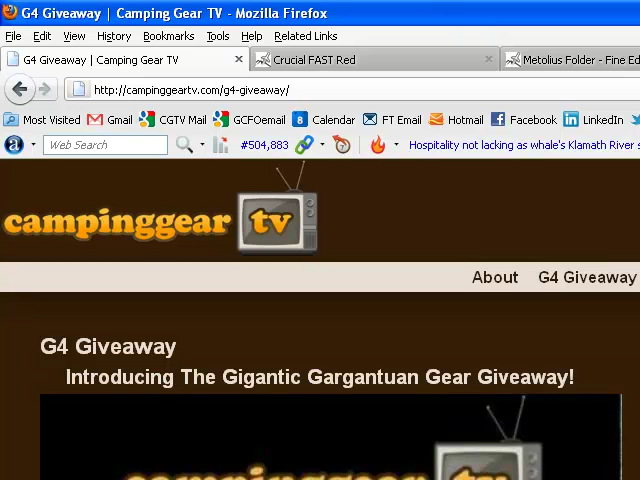 G4 Giveaway | Camping Gear TV - Mozilla Firefox
File Edit View History Bookmarks Tools Help Related Links
G4 Giveaway | Camping Gear TV × Crucial FAST Red × Metolius Folder - Fine Ed
http://campinggeartv.com/g4-giveaway/
Most Visited Gmail CGTV Mail GCFOemail 8 Calendar FT Email Hotmail Facebook LinkedIn
a Web Search #504,883 Hospitality not lacking as whale's Klamath River s
campinggear tv
About G4 Giveaway
G4 Giveaway
Introducing The Gigantic Gargantuan Gear Giveaway!
campinggear tv